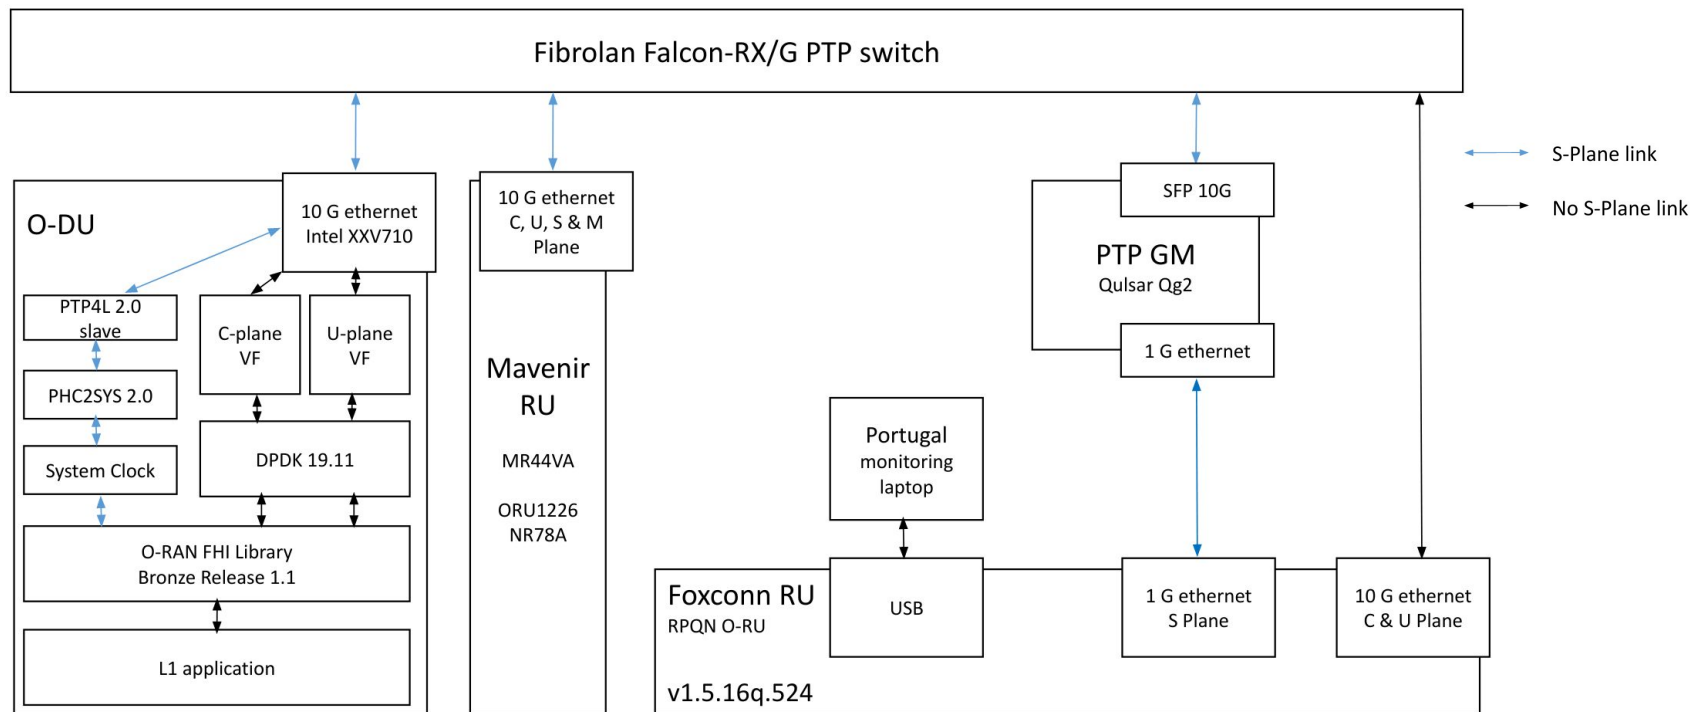 Fibrolan Falcon-RX/G PTP switch
S-Plane link
No S-Plane link
O-DU
10 G ethernet
Intel XXV710
PTP4L 2.0
slave
PHC2SYS 2.0
System Clock
C-plane
VF
U-plane
VF
DPDK 19.11
O-RAN FHI Library
Bronze Release 1.1
L1 application
10 G ethernet
C, U, S & M
Plane
Mavenir
RU
MR44VA
ORU1226
NR78A
SFP 10G
PTP GM
Qulsar Qg2
1 G ethernet
Portugal
monitoring
laptop
Foxconn RU
RPQN O-RU
v1.5.16q.524
USB
1 G ethernet
S Plane
10 G ethernet
C & U Plane